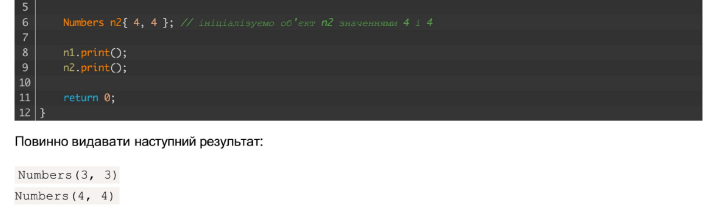 5
6 Numbers n2{ 4, 4 }; // ініціалізуємо об'єкт n2 значеннями 4 і 4
7
8 n1.print();
9 n2.print();
10
11 return 0;
12 }
Повинно видавати наступний результат:
Numbers(3, 3)
Numbers(4, 4)